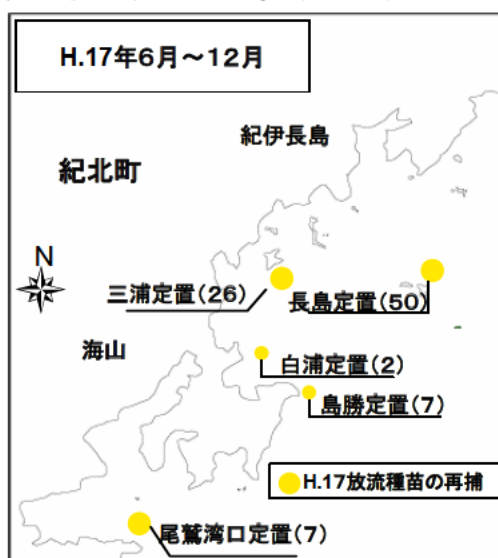 H.17年6月～12月
紀伊長島
紀北町
N
三浦定置(26)
長島定置(50)
海山
白浦定置(2)
島勝定置(7)
H.17放流種苗の再捕
尾鷲湾口定置(7)